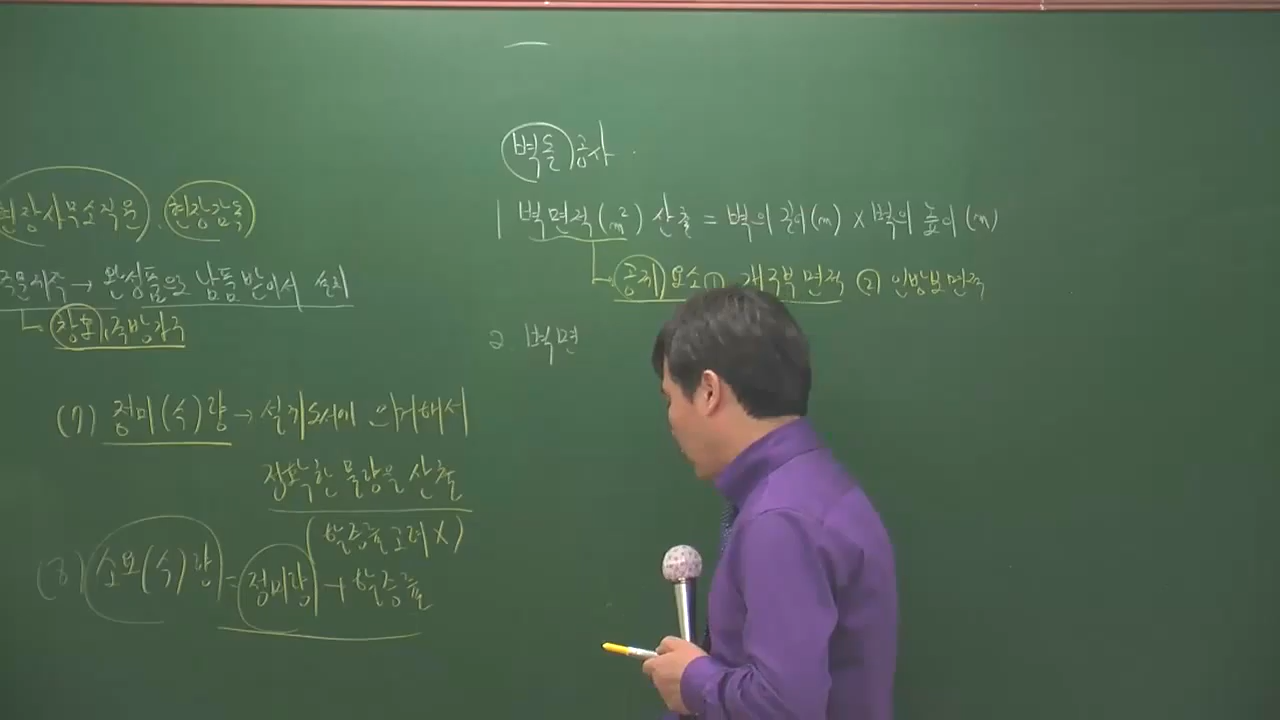 현장사무소직원, 현장감독
주문제작 → 완성품으로 납품받아서 설치
창호, 주방가구
(7) 정미(수)량 → 설계도서에 의거해서
정확한 물량을 산출
(할증률고려X)
(8) 소요(수)량 = 정미량 + 할증률
벽돌공사.
1 벽면적(m²) 산출 = 벽의 길이(m) × 벽의 높이(m)
공제요소 ① 개구부면적 ② 인방보면적
2. 벽면